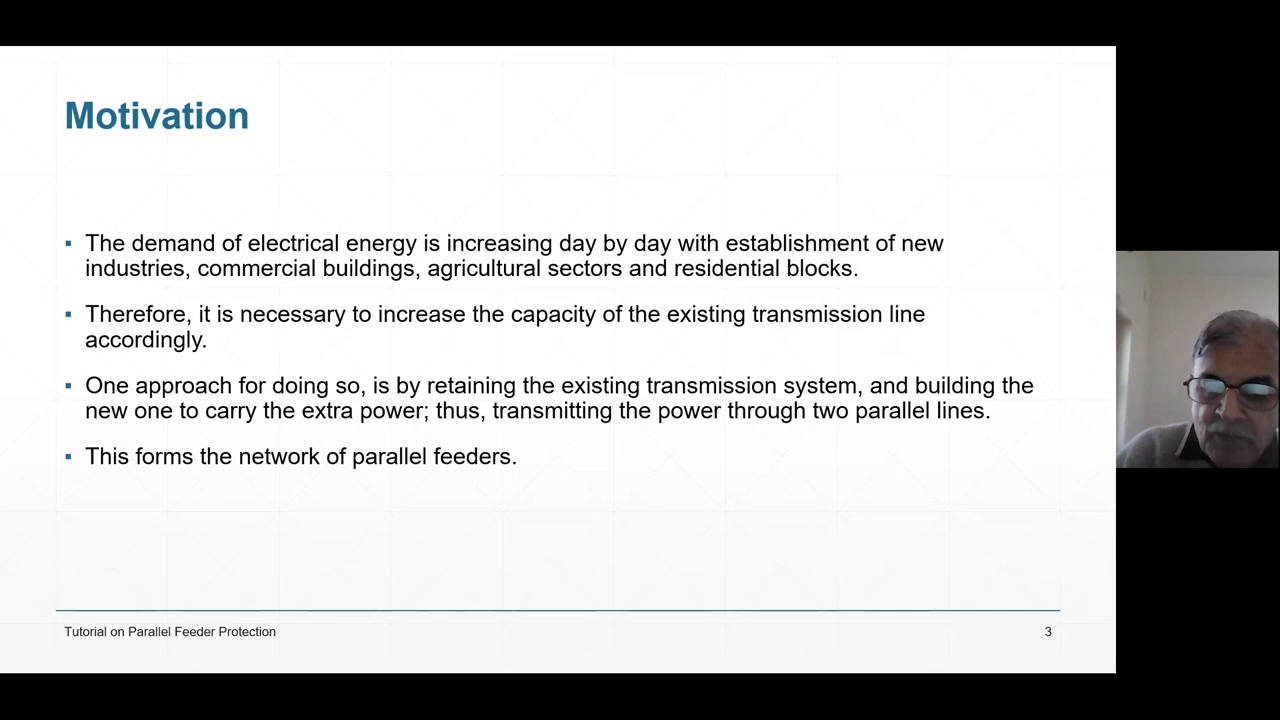 Motivation
▪ The demand of electrical energy is increasing day by day with establishment of new
industries, commercial buildings, agricultural sectors and residential blocks.
▪ Therefore, it is necessary to increase the capacity of the existing transmission line
accordingly.
▪ One approach for doing so, is by retaining the existing transmission system, and building the
new one to carry the extra power; thus, transmitting the power through two parallel lines.
▪ This forms the network of parallel feeders.
Tutorial on Parallel Feeder Protection
3